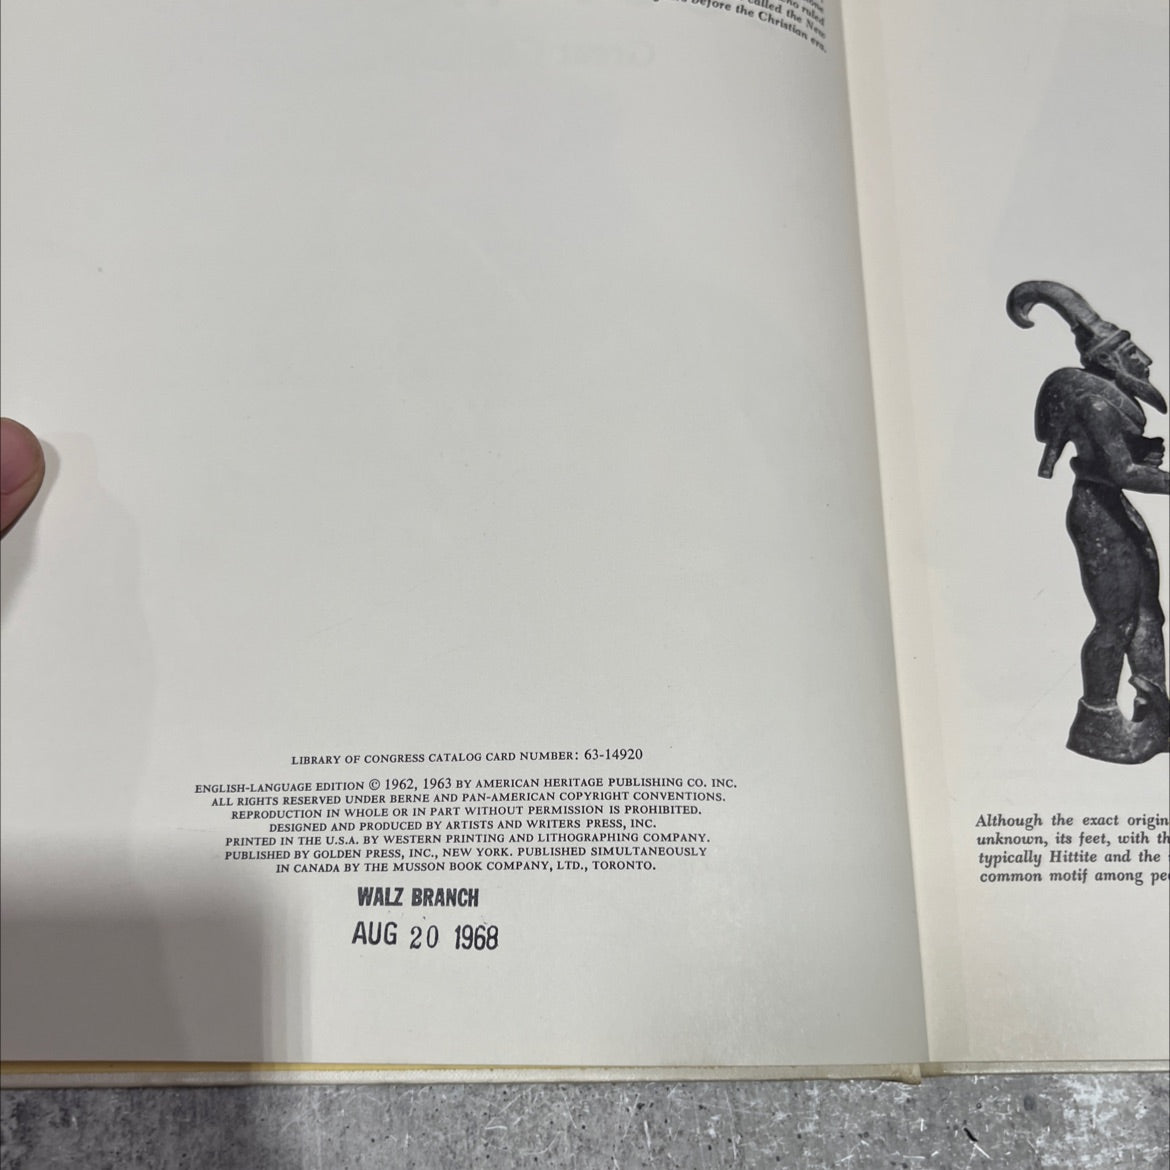 ruled
called the New
before the Christian era.
LIBRARY OF CONGRESS CATALOG CARD NUMBER: 63-14920
ENGLISH-LANGUAGE EDITION © 1962, 1963 BY AMERICAN HERITAGE PUBLISHING CO. INC.
ALL RIGHTS RESERVED UNDER BERNE AND PAN-AMERICAN COPYRIGHT CONVENTIONS.
REPRODUCTION IN WHOLE OR IN PART WITHOUT PERMISSION IS PROHIBITED.
DESIGNED AND PRODUCED BY ARTISTS AND WRITERS PRESS, INC.
PRINTED IN THE U.S.A. BY WESTERN PRINTING AND LITHOGRAPHING COMPANY.
PUBLISHED BY GOLDEN PRESS, INC., NEW YORK. PUBLISHED SIMULTANEOUSLY
IN CANADA BY THE MUSSON BOOK COMPANY, LTD., TORONTO.
WALZ BRANCH
AUG 20 1968
Although the exact origin
unknown, its feet, with
typically Hittite and the
common motif among